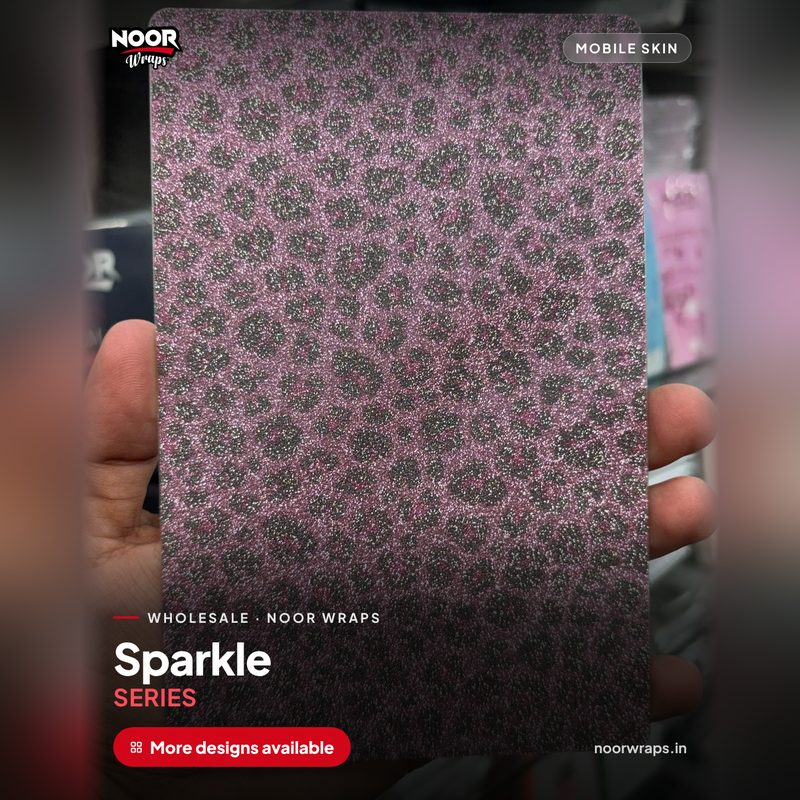 NOOR
Wraps
MOBILE SKIN
WHOLESALE · NOOR WRAPS
Sparkle
SERIES
More designs available
noorwraps.in